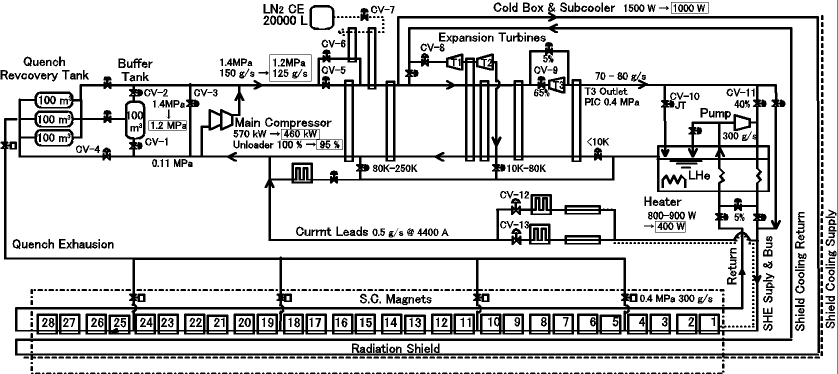 LN2 CE
20000 L
CV-7
Cold Box & Subcooler 1500 W → 1000 W
Quench
Revcovery Tank
Buffer
Tank
1.4MPa
150 g/s →
1.2MPa
125 g/s
CV-6
CV-5
CV-8
Expansion Turbines
T1
T2
5%
CV-9
65%
T3
70 - 80 g/s
T3 Outlet
PIC 0.4 MPa
CV-10
JT
CV-11
40%
Pump
300 g/s
100 m³
100 m³
100 m³
CV-2
1.4MPa
↓
1.2 MPa
100
m³
CV-1
CV-3
CV-4
0.11 MPa
Main Compressor
570 kW → 460 kW
Unloader 100 % → 95 %
80K-250K
10K-80K
<10K
LHe
Heater
800-900 W
→ 400 W
5%
CV-12
CV-13
Currnt Leads 0.5 g/s @ 4400 A
Quench Exhausion
Return
SHE Suply & Bus
Shield Cooling Return
Shield Cooling Supply
S.C. Magnets
0.4 MPa 300 g/s
28 27 26 25 24 23 22 21 20 19 18 17 16 15 14 13 12 11 10 9 8 7 6 5 4 3 2 1
Radiation Shield